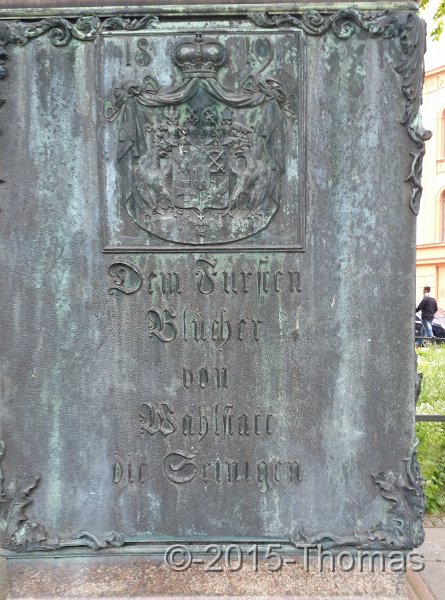 18 19
Dem Fürsten
Blücher
von
Wahlstatt
die Seinigen
©-2015-Thomas